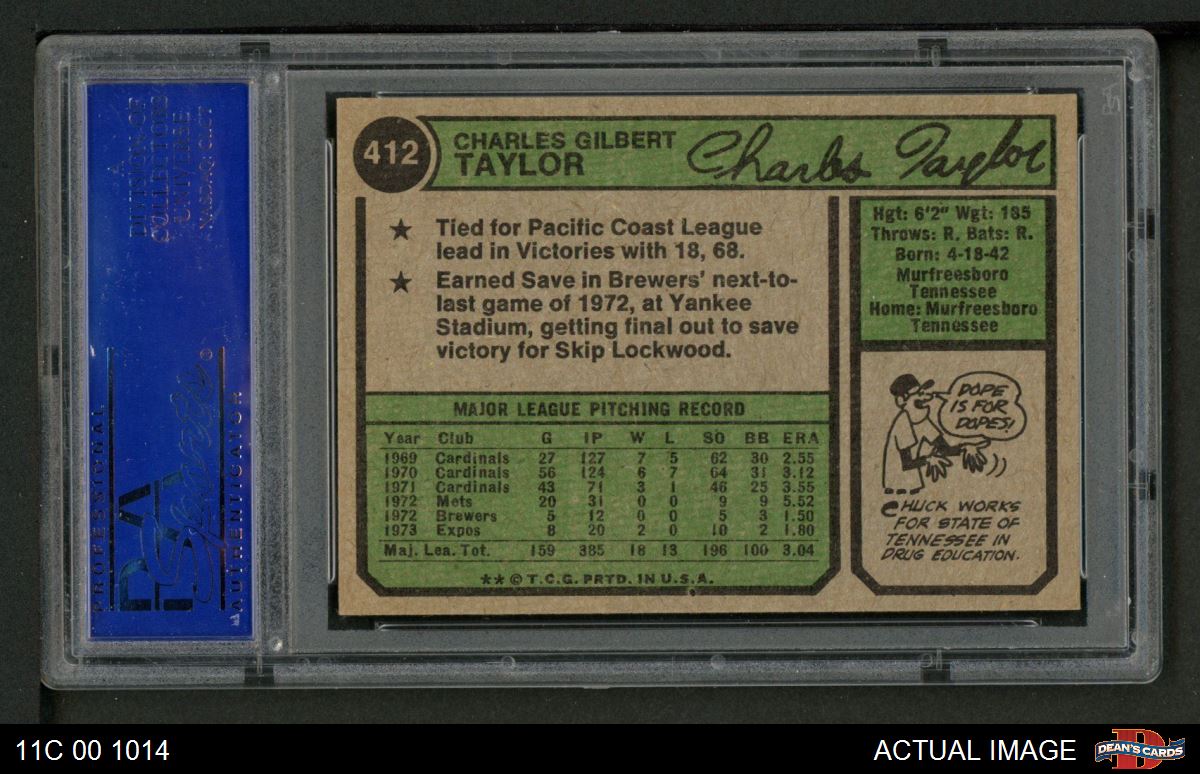 412
CHARLES GILBERT
TAYLOR
Charles Taylor
★ Tied for Pacific Coast League
lead in Victories with 18, 68.
★ Earned Save in Brewers' next-to-
last game of 1972, at Yankee
Stadium, getting final out to save
victory for Skip Lockwood.
Hgt: 6'2" Wgt: 185
Throws: R. Bats: R.
Born: 4-18-42
Murfreesboro
Tennessee
Home: Murfreesboro
Tennessee
MAJOR LEAGUE PITCHING RECORD
Year Club G IP W L SO BB ERA
1969 Cardinals 27 127 7 5 62 30 2.55
1970 Cardinals 56 124 6 7 64 31 3.12
1971 Cardinals 43 71 3 1 46 25 3.55
1972 Mets 20 31 0 0 9 9 5.52
1972 Brewers 5 12 0 0 5 3 1.50
1973 Expos 8 20 2 0 10 2 1.80
Maj. Lea. Tot. 159 385 18 13 196 100 3.04
** © T.C.G. PRTD. IN U.S.A.
DOPE
IS FOR
DOPES!
CHUCK WORKS
FOR STATE OF
TENNESSEE IN
DRUG EDUCATION.
A
DIVISION OF
COLLECTORS
UNIVERSE
NASDAQ: CLCT
PROFESSIONAL
PSA
AUTHENTICATOR
11C 00 1014
ACTUAL IMAGE
DEAN'S CARDS